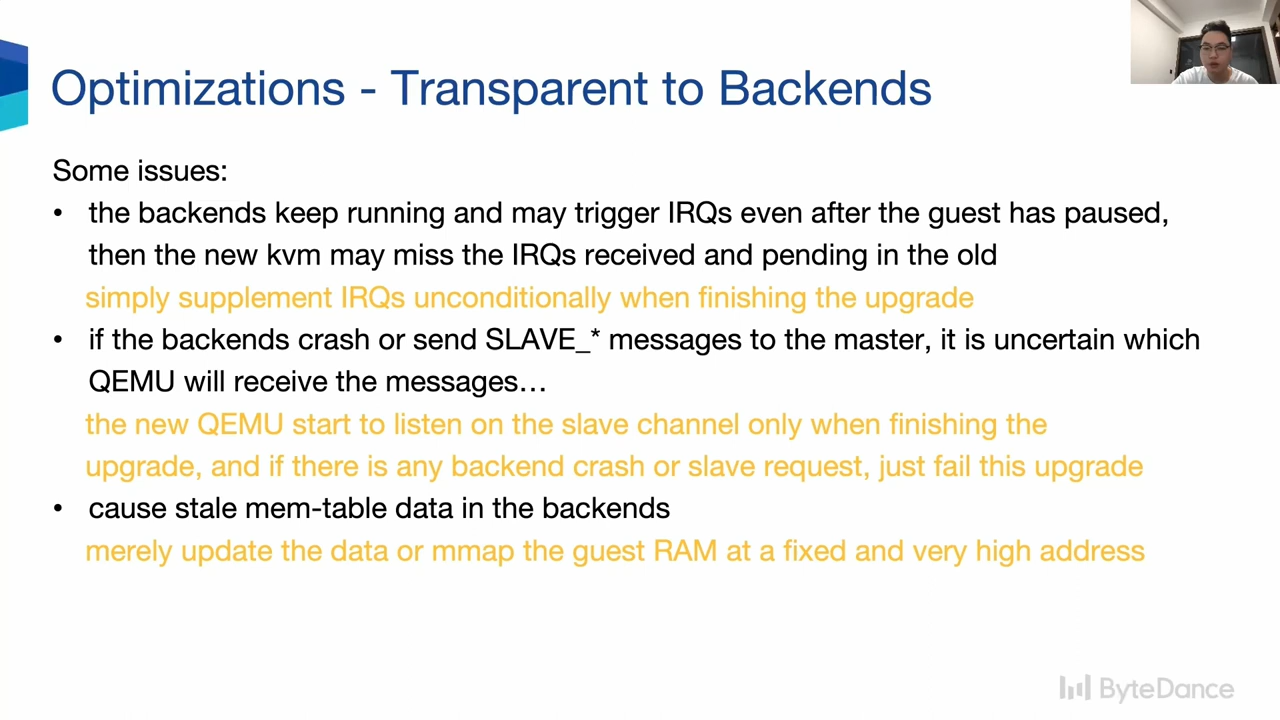 Optimizations - Transparent to Backends
Some issues:
• the backends keep running and may trigger IRQs even after the guest has paused,
then the new kvm may miss the IRQs received and pending in the old
simply supplement IRQs unconditionally when finishing the upgrade
• if the backends crash or send SLAVE_* messages to the master, it is uncertain which
QEMU will receive the messages…
the new QEMU start to listen on the slave channel only when finishing the
upgrade, and if there is any backend crash or slave request, just fail this upgrade
• cause stale mem-table data in the backends
merely update the data or mmap the guest RAM at a fixed and very high address
ByteDance